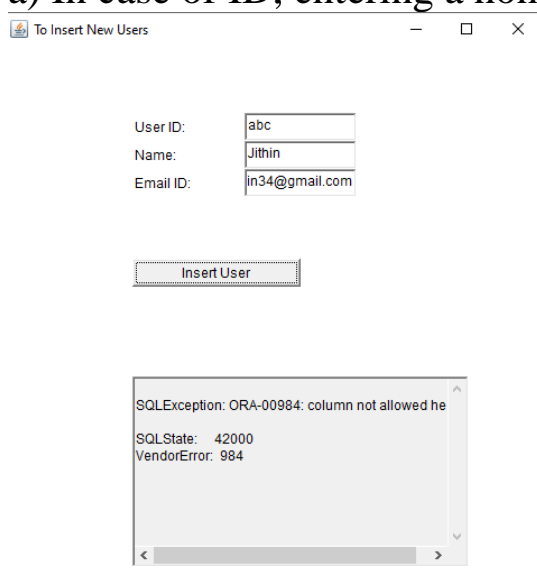 a) In case of ID, entering a non
To Insert New Users
User ID: abc
Name: Jithin
Email ID: in34@gmail.com
Insert User
SQLException: ORA-00984: column not allowed he
SQLState: 42000
VendorError: 984